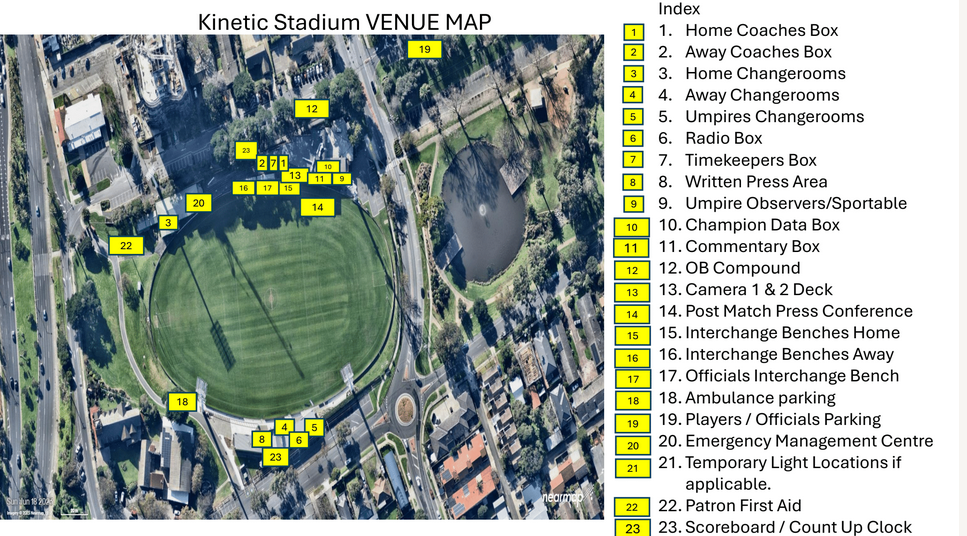 Kinetic Stadium VENUE MAP
19
12
23
2 7 1
10
13
11 9
16 17 15
20
14
3
22
18
4 5
8 6
23
nearmap
Index
1 1. Home Coaches Box
2 2. Away Coaches Box
3 3. Home Changerooms
4 4. Away Changerooms
5 5. Umpires Changerooms
6 6. Radio Box
7 7. Timekeepers Box
8 8. Written Press Area
9 9. Umpire Observers/Sportable
10 10. Champion Data Box
11 11. Commentary Box
12 12. OB Compound
13 13. Camera 1 & 2 Deck
14 14. Post Match Press Conference
15 15. Interchange Benches Home
16 16. Interchange Benches Away
17 17. Officials Interchange Bench
18 18. Ambulance parking
19 19. Players / Officials Parking
20 20. Emergency Management Centre
21 21. Temporary Light Locations if
applicable.
22 22. Patron First Aid
23 23. Scoreboard / Count Up Clock